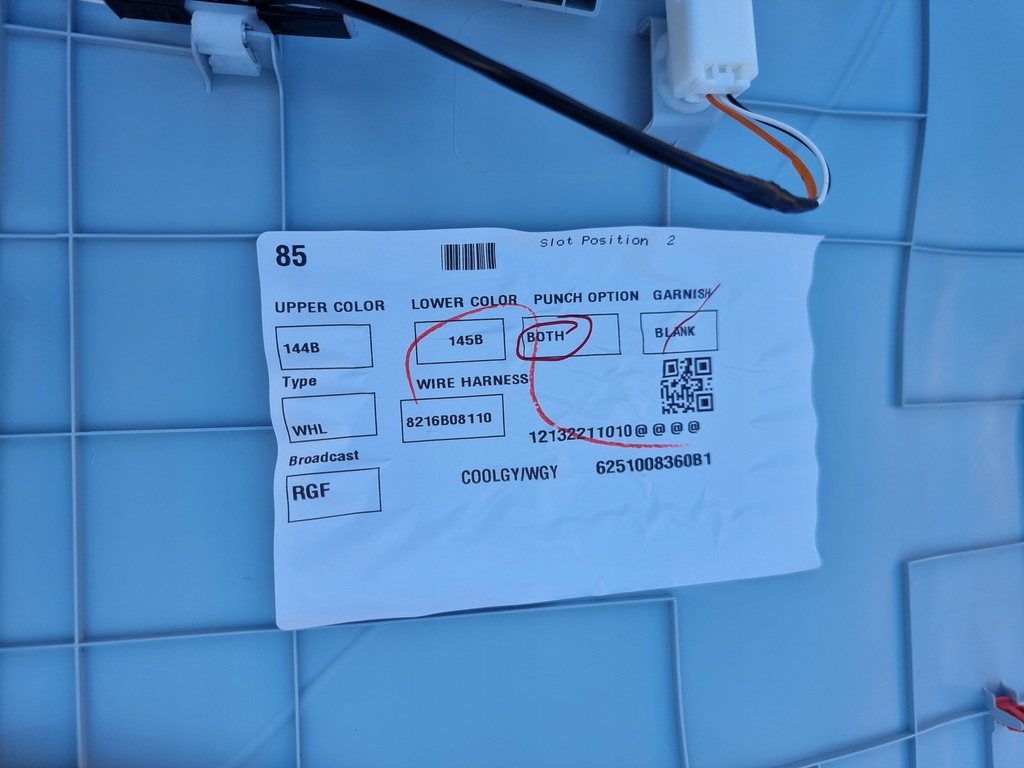 85
Slot Position 2
UPPER COLOR LOWER COLOR PUNCH OPTION GARNISH
144B 145B BOTH BLANK
Type WIRE HARNESS
WHL 8216B08110
12132211010@@@@
Broadcast
COOLGY/WGY 6251008360B1
RGF